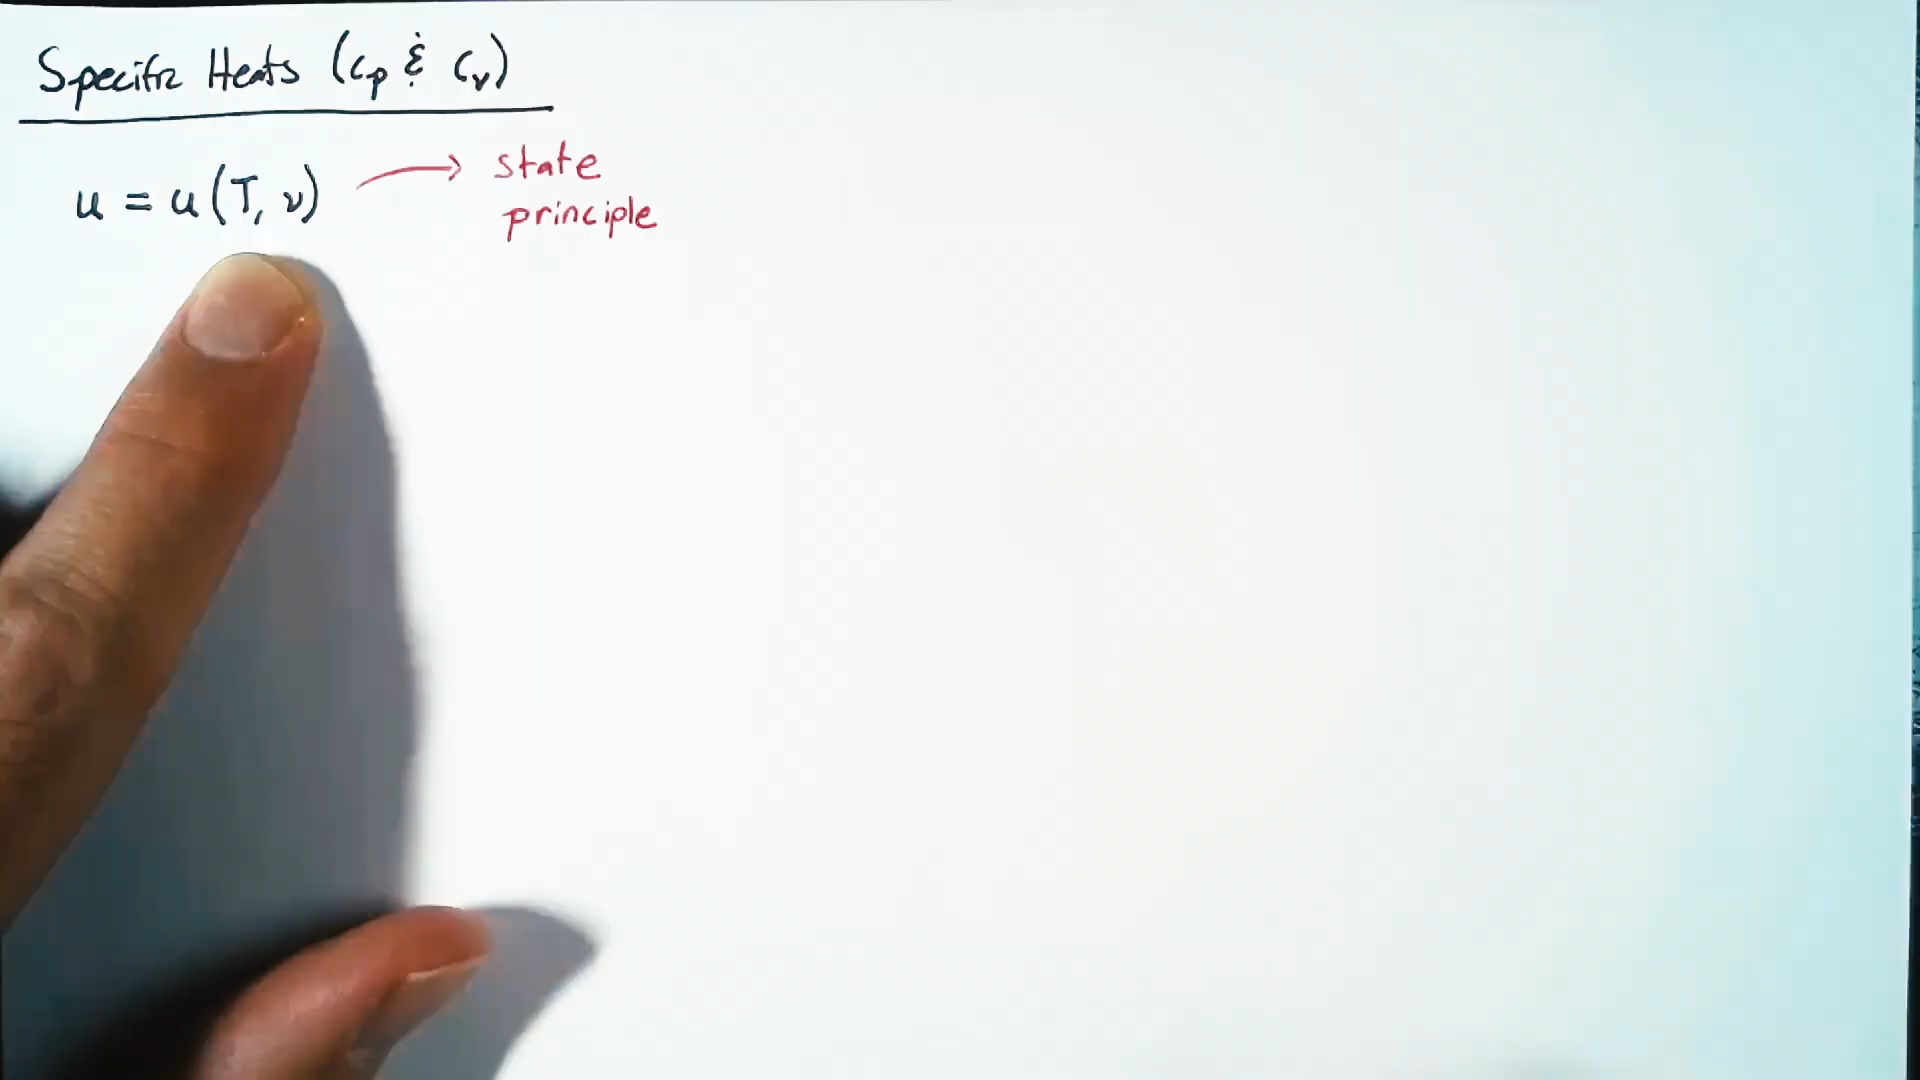 Specific Heats (cp & cv)
u = u(T, v)
state
principle